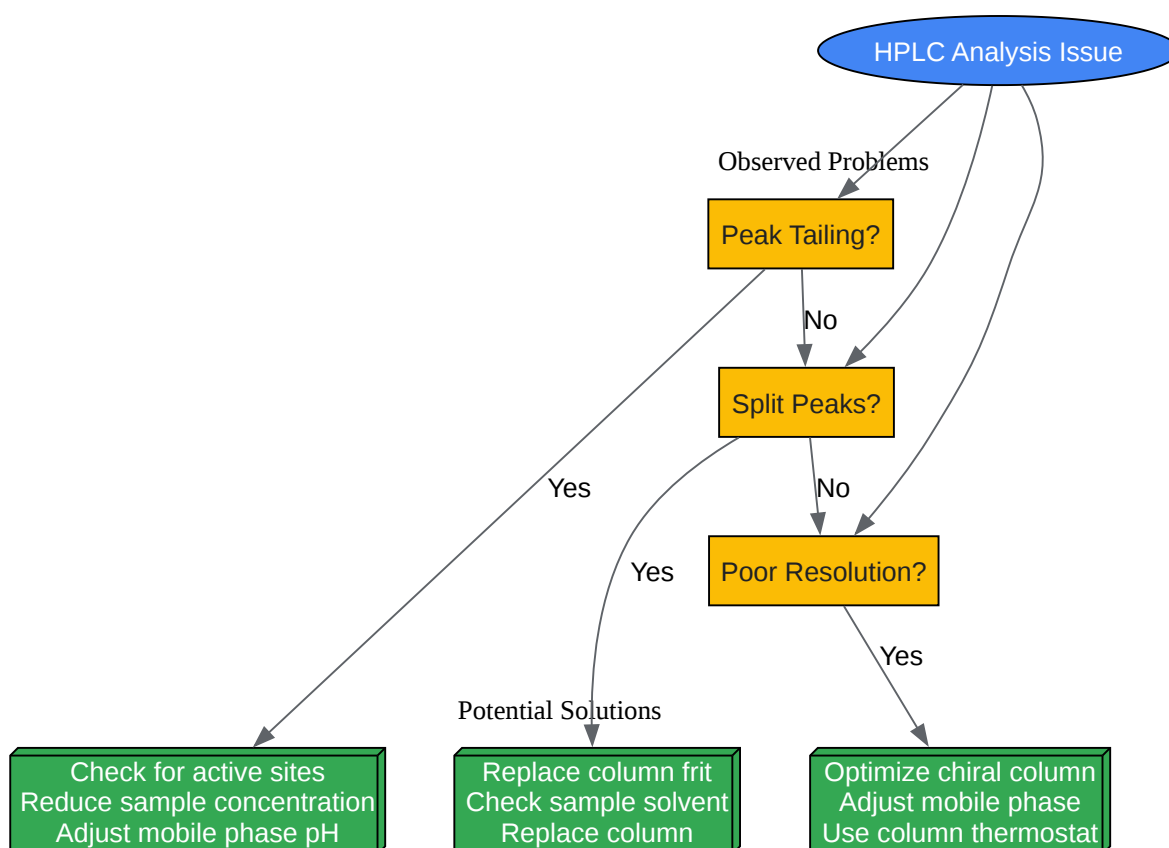 HPLC Analysis Issue
Observed Problems
Peak Tailing?
No
Split Peaks?
Yes
No
Yes
Poor Resolution?
Yes
Potential Solutions
Check for active sites
Reduce sample concentration
Adjust mobile phase pH
Replace column frit
Check sample solvent
Replace column
Optimize chiral column
Adjust mobile phase
Use column thermostat